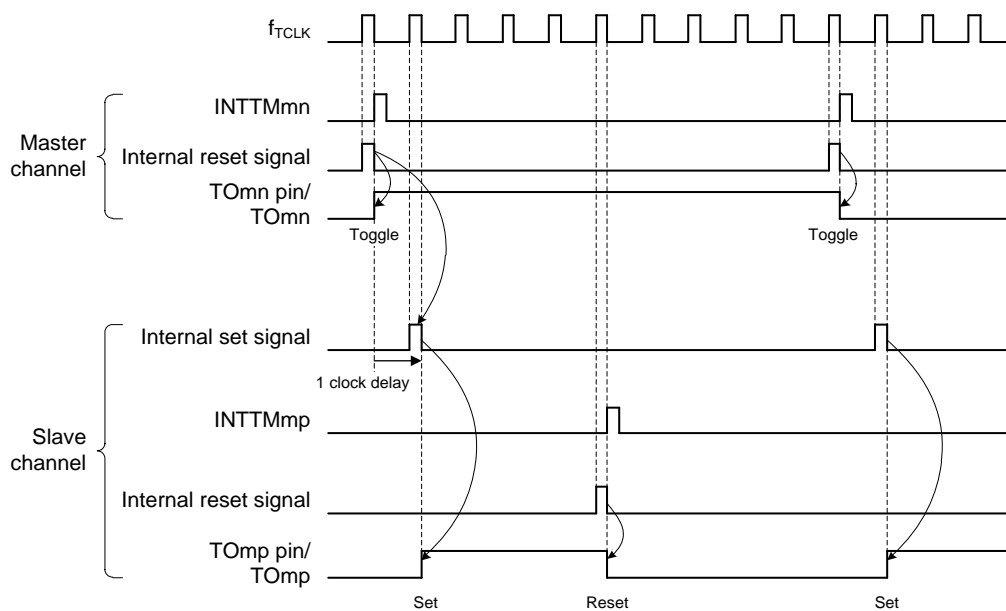 fTCLK
INTTMmn
Master
channel
Internal reset signal
TOmn pin/
TOmn
Toggle
Toggle
Internal set signal
1 clock delay
INTTMmp
Slave
channel
Internal reset signal
TOmp pin/
TOmp
Set
Reset
Set